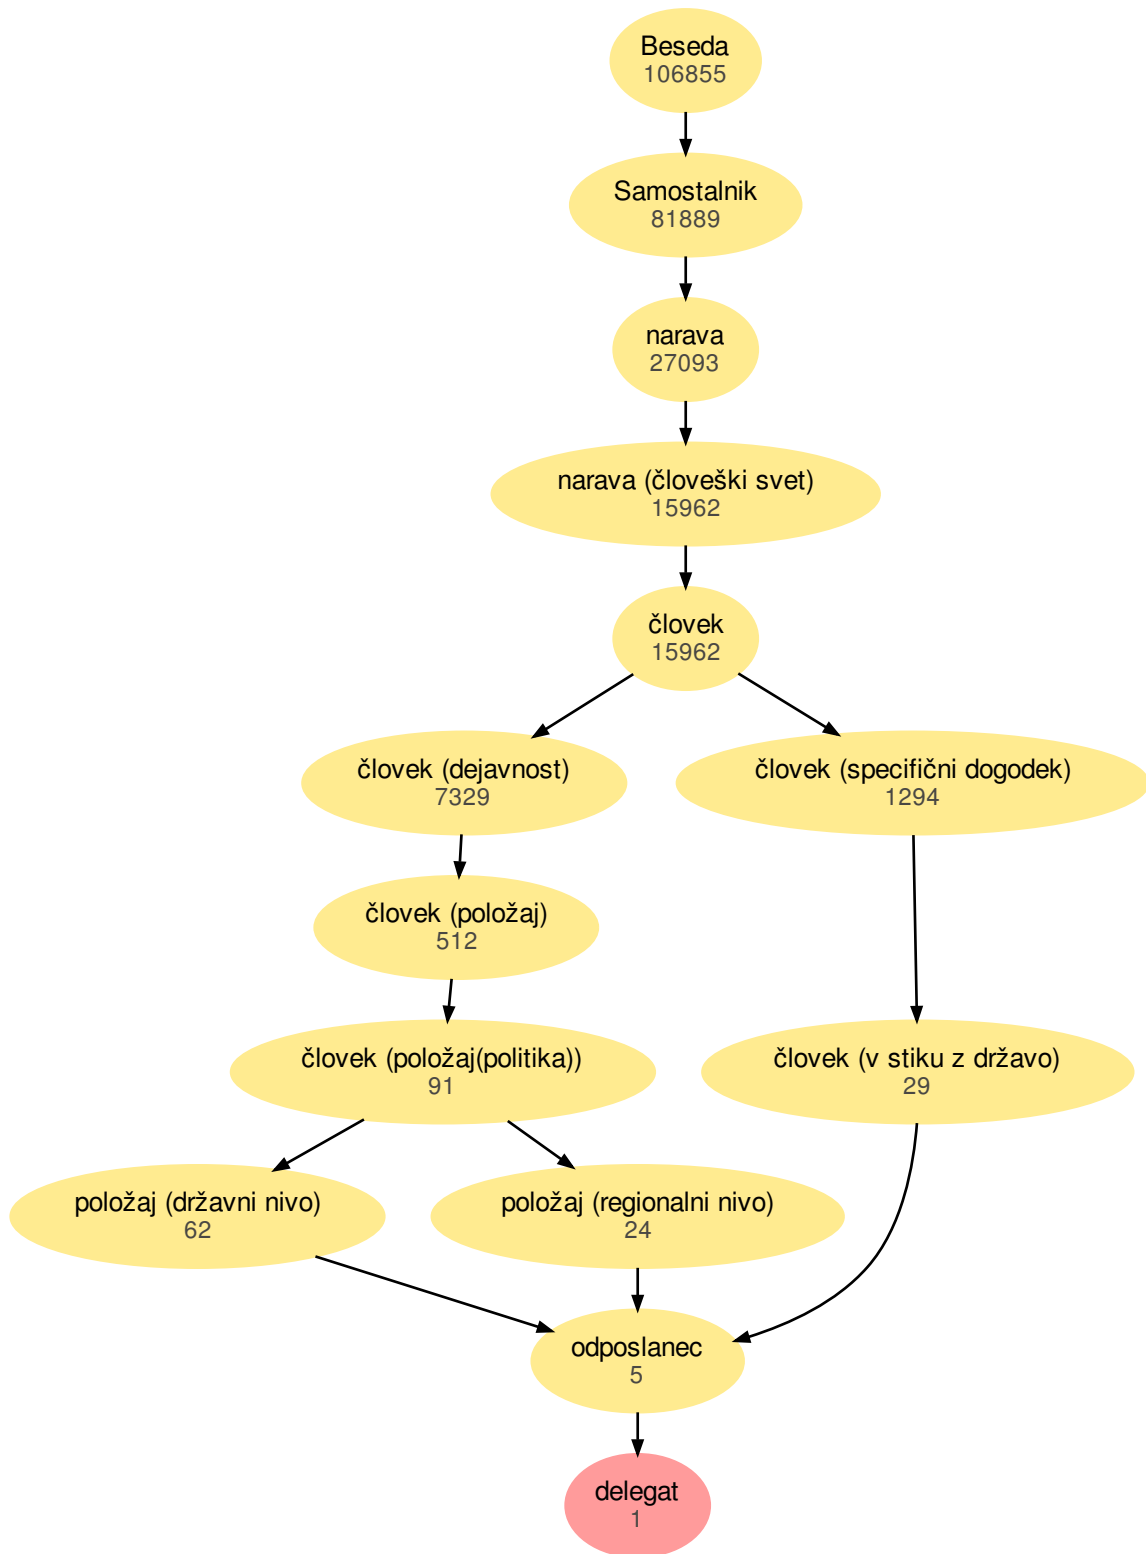 Beseda
106855
Samostalnik
81889
narava
27093
narava (človeški svet)
15962
človek
15962
človek (dejavnost)
7329
človek (specifični dogodek)
1294
človek (položaj)
512
človek (položaj(politika))
91
človek (v stiku z državo)
29
položaj (državni nivo)
62
položaj (regionalni nivo)
24
odposlanec
5
delegat
1